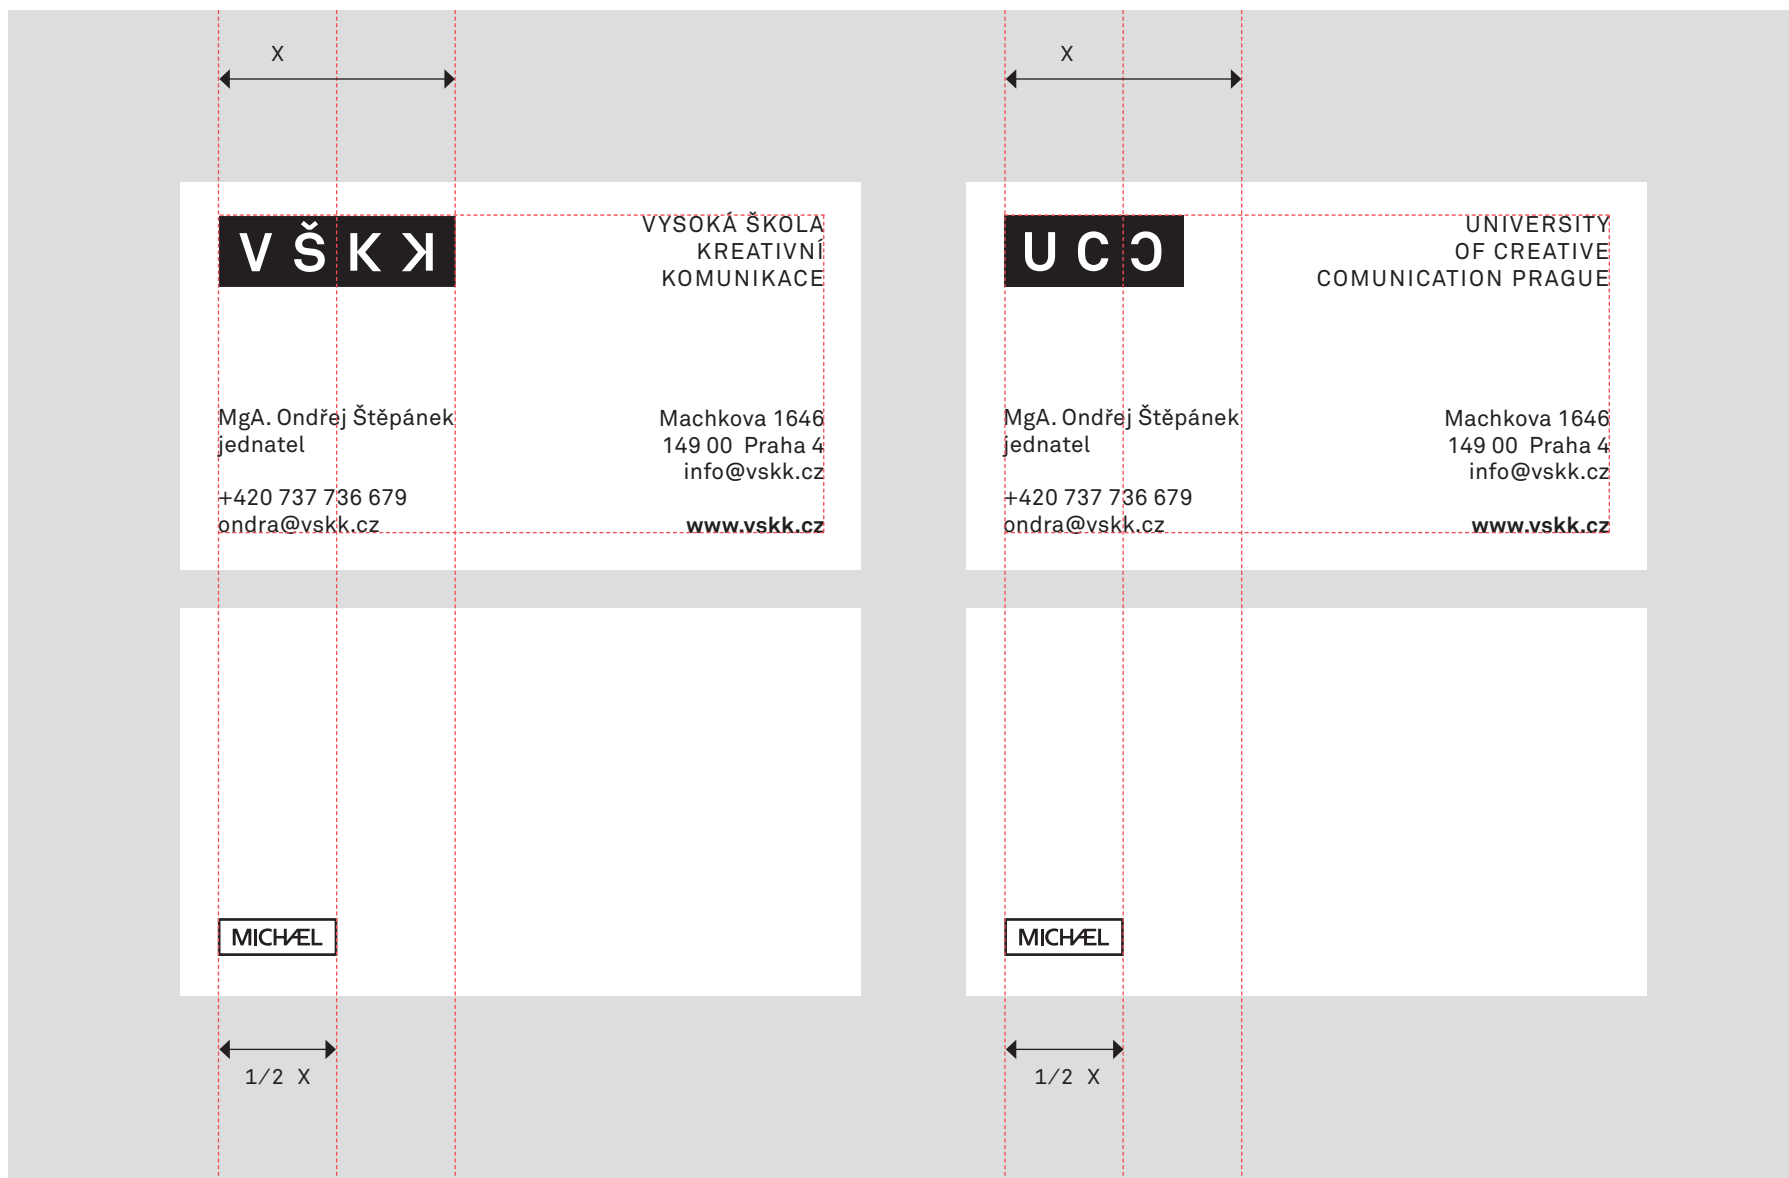 X
X
VŠKK
VYSOKÁ ŠKOLA
KREATIVNÍ
KOMUNIKACE
MgA. Ondřej Štěpánek
jednatel
+420 737 736 679
ondra@vskk.cz
Machkova 1646
149 00 Praha 4
info@vskk.cz
www.vskk.cz
UCC
UNIVERSITY
OF CREATIVE
COMUNICATION PRAGUE
MgA. Ondřej Štěpánek
jednatel
+420 737 736 679
ondra@vskk.cz
Machkova 1646
149 00 Praha 4
info@vskk.cz
www.vskk.cz
MICHÆL
MICHÆL
1/2 X
1/2 X